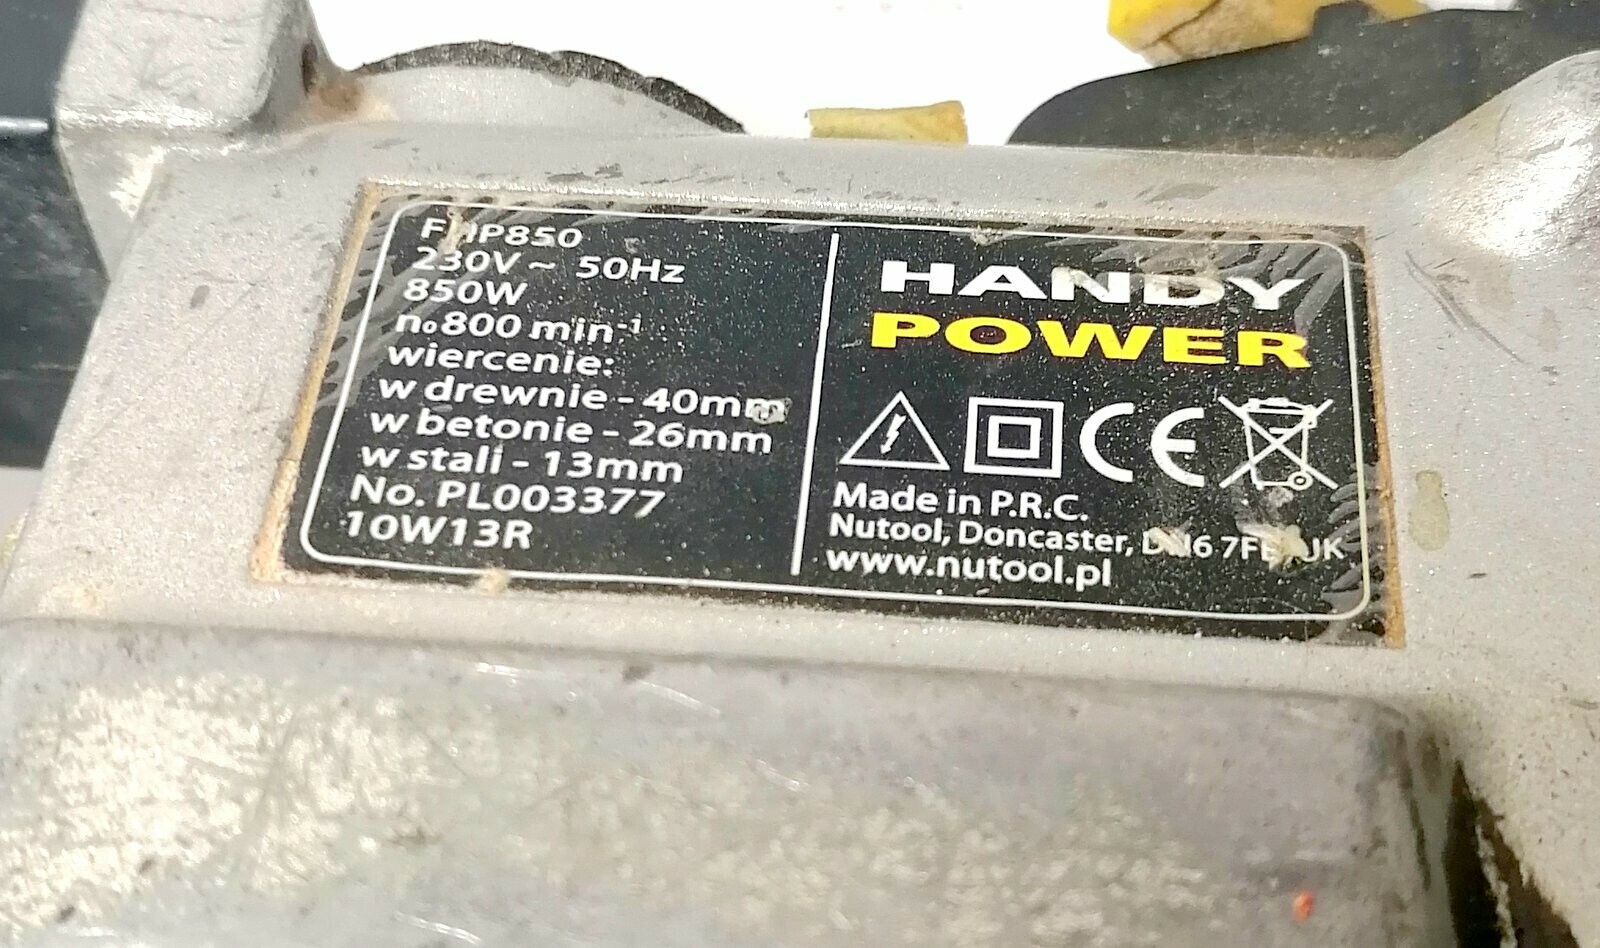 230V ~ 50Hz
850W
n₀800 min⁻¹
wiercenie:
w drewnie - 40mm
w betonie - 26mm
w stali - 13mm
No. PL003377
10W13R
HANDY
POWER
CE
Made in P.R.C.
Nutool, Doncaster,
www.nutool.pl